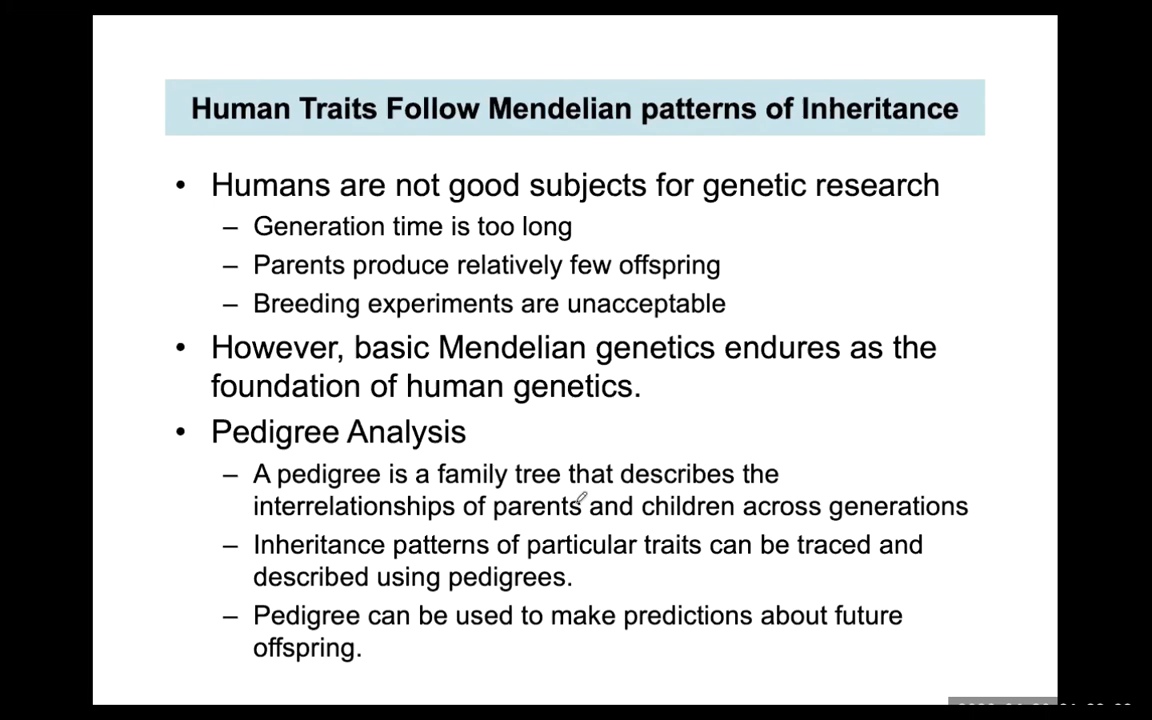 Human Traits Follow Mendelian patterns of Inheritance
• Humans are not good subjects for genetic research
– Generation time is too long
– Parents produce relatively few offspring
– Breeding experiments are unacceptable
• However, basic Mendelian genetics endures as the
foundation of human genetics.
• Pedigree Analysis
– A pedigree is a family tree that describes the
interrelationships of parents and children across generations
– Inheritance patterns of particular traits can be traced and
described using pedigrees.
– Pedigree can be used to make predictions about future
offspring.